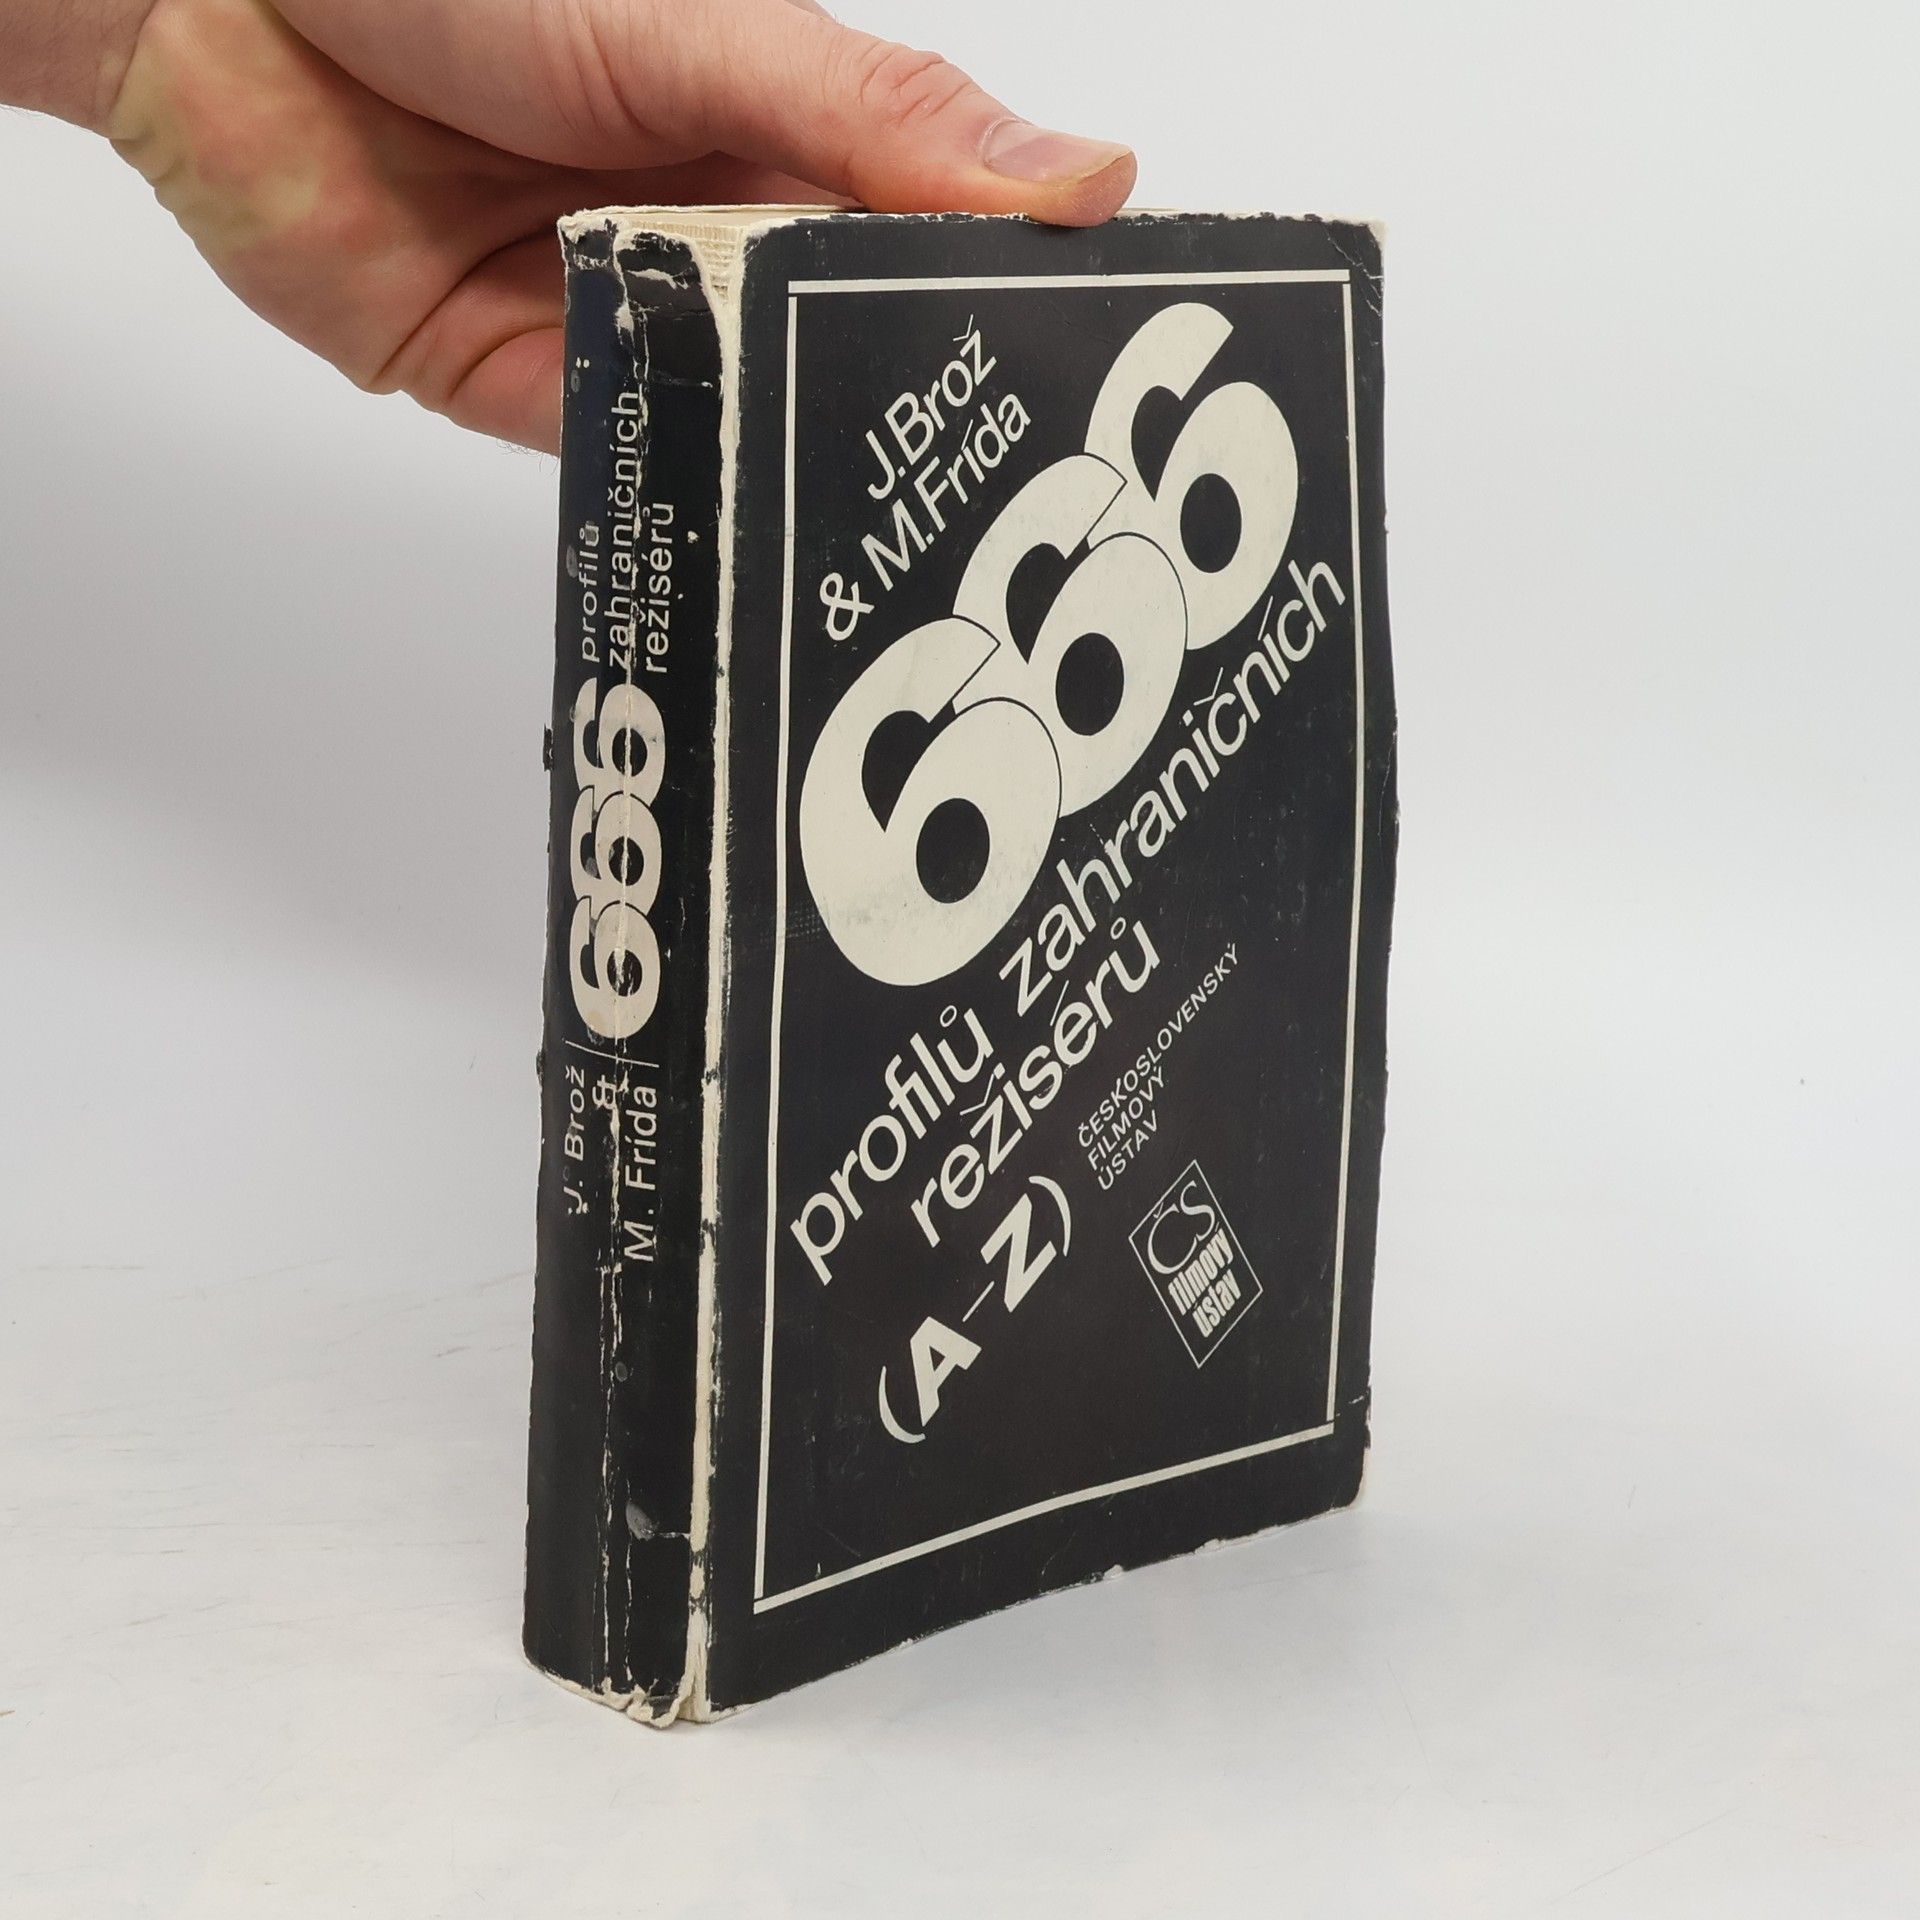 J. Brož
&
M. Frída
666
profilů
zahraničních
režisérů
J. Brož
& M. Frída
666
profilů zahraničních
režisérů
(A–Z)
ČESKOSLOVENSKÝ
FILMOVÝ
ÚSTAV
ČS
filmový
ústav